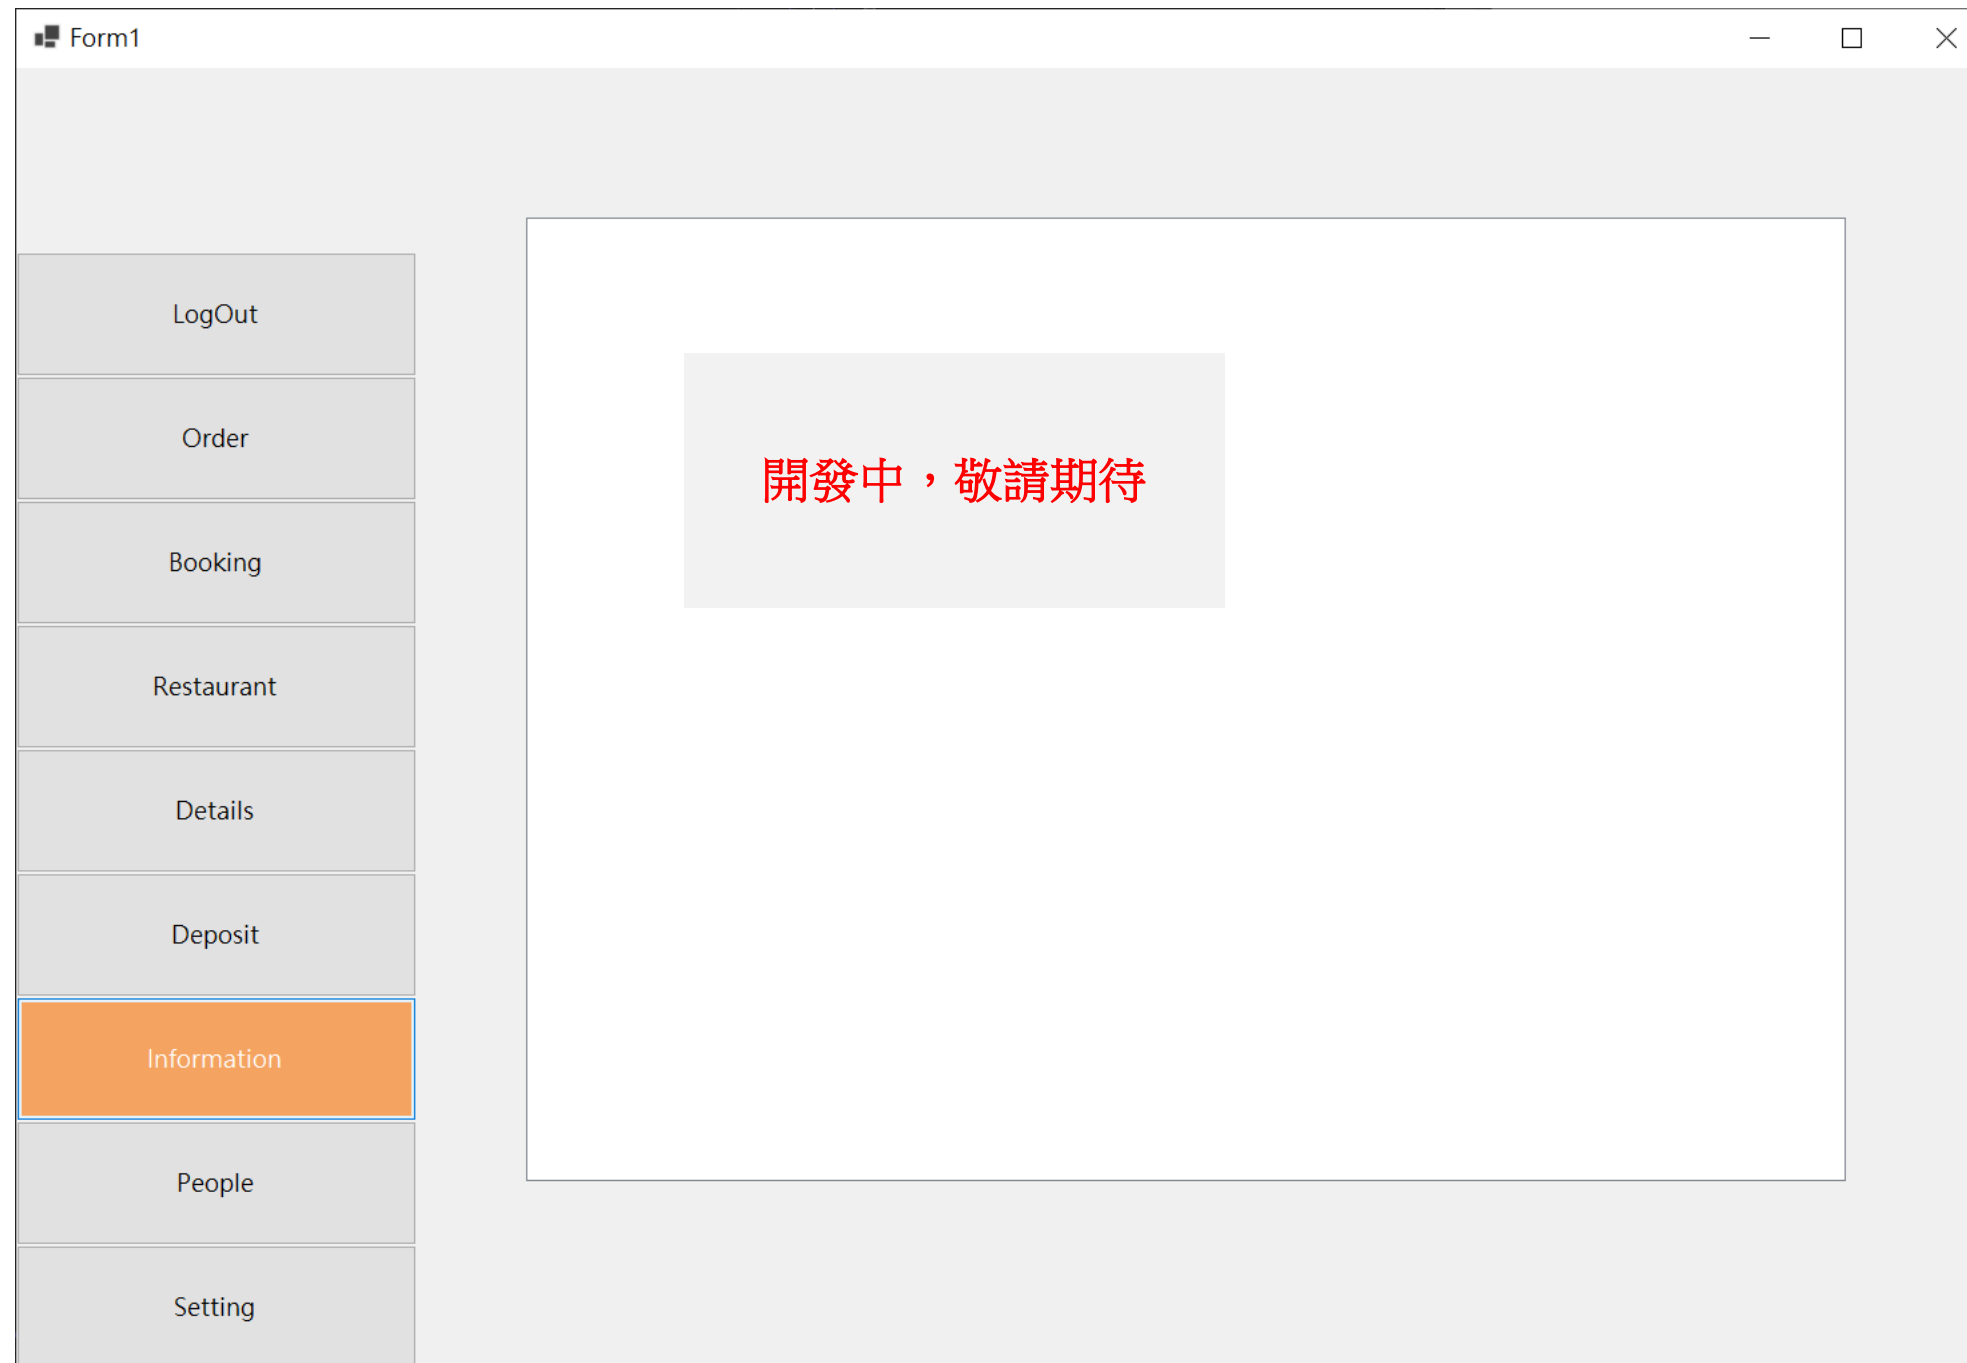 Form1
LogOut
Order
Booking
Restaurant
Details
Deposit
Information
People
Setting
開發中，敬請期待